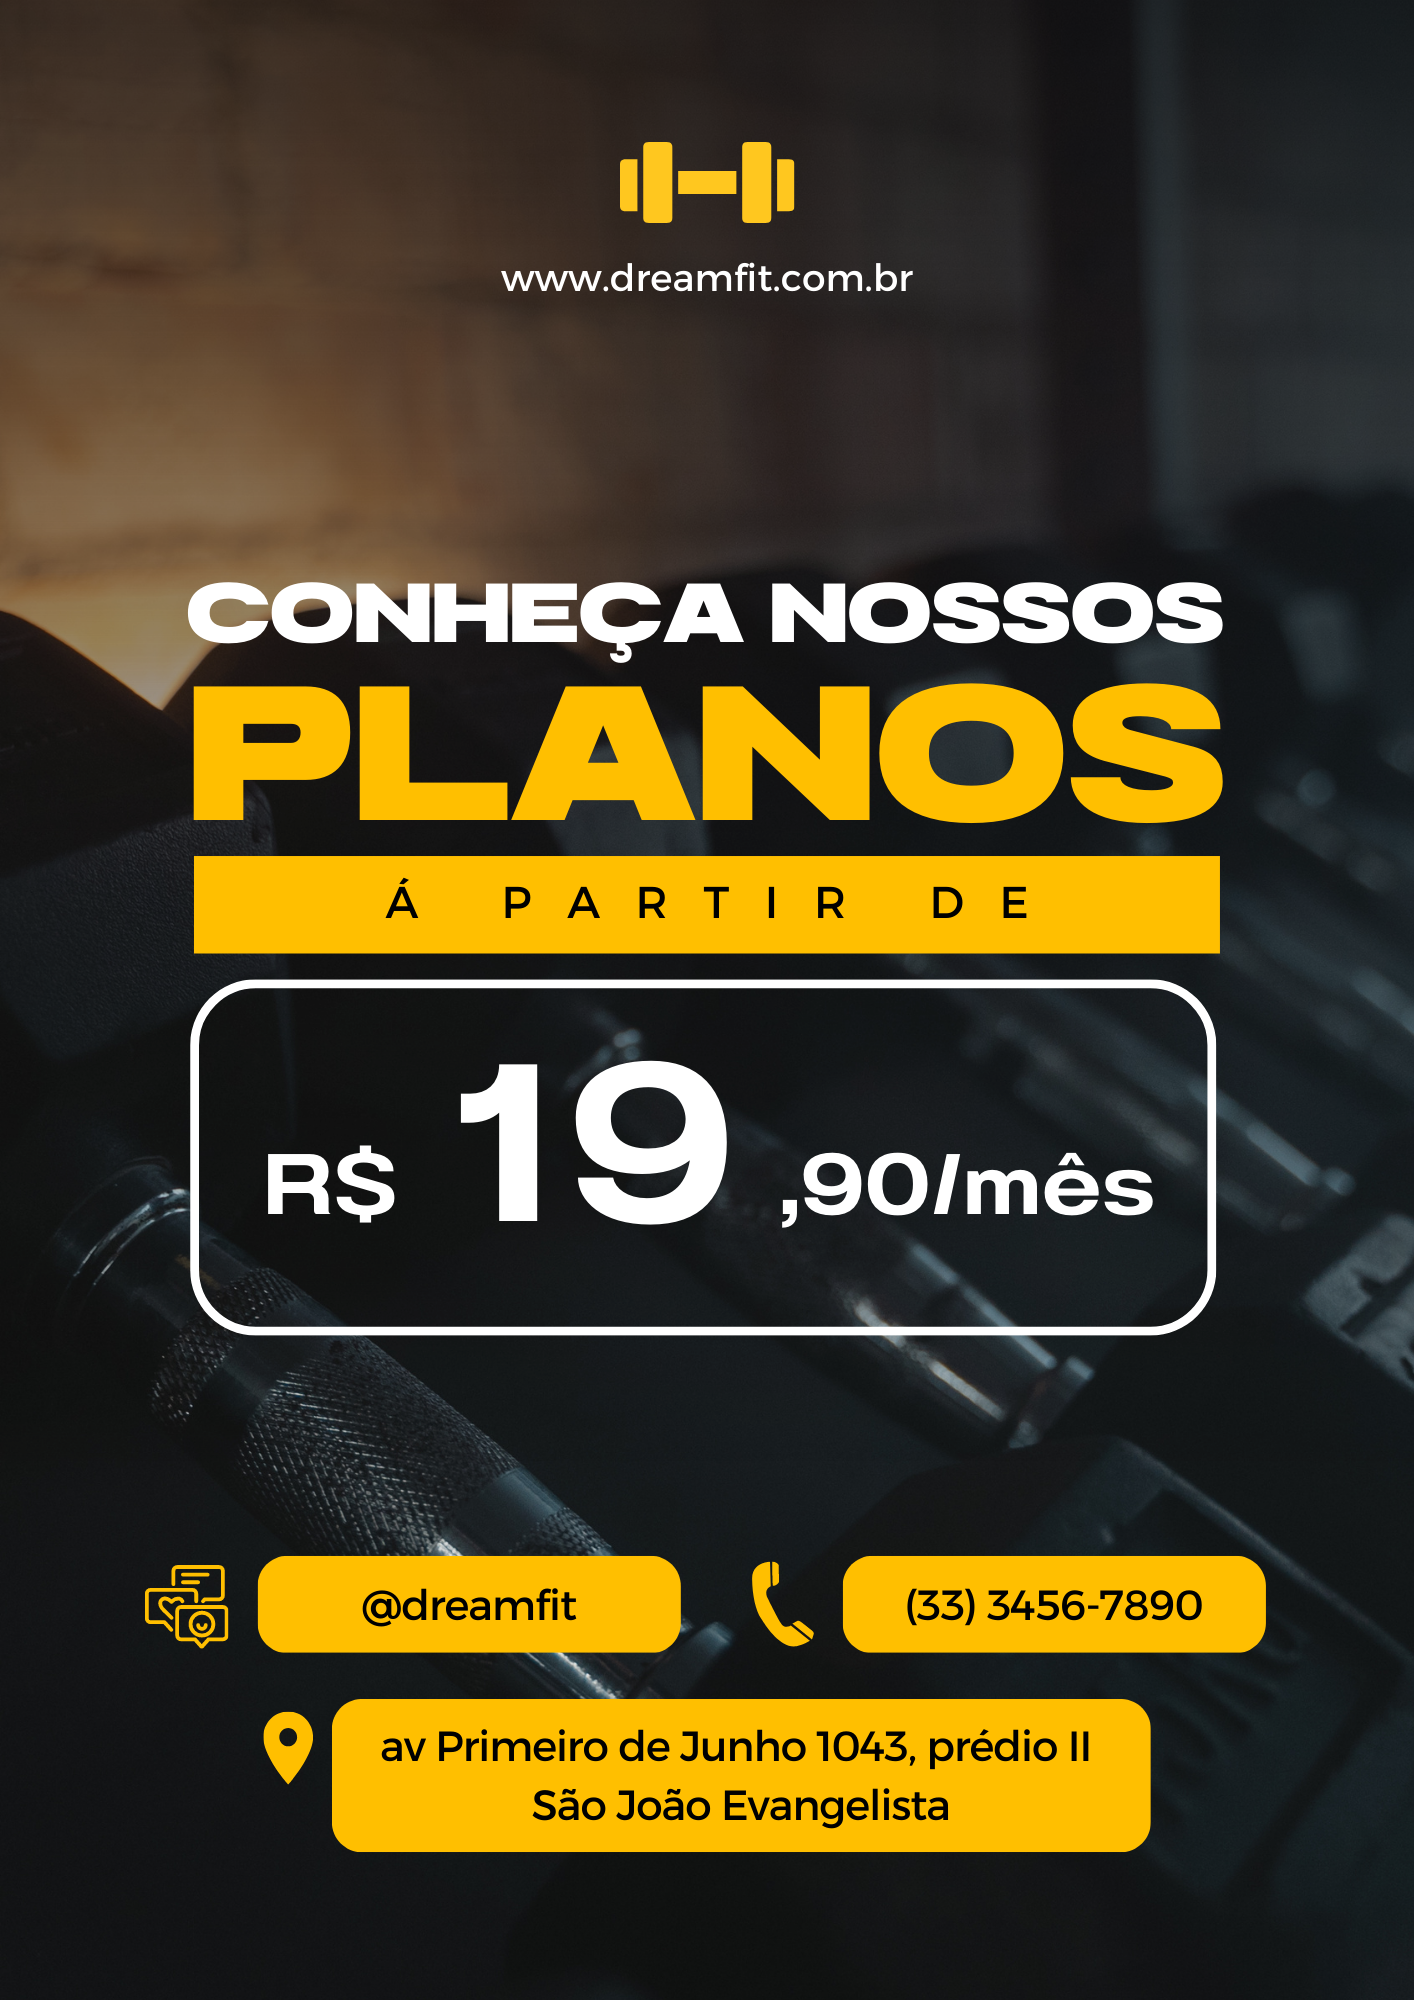 www.dreamfit.com.br
CONHEÇA NOSSOS
PLANOS
Á PARTIR DE
R$ 19,90/mês
@dreamfit
(33) 3456-7890
av Primeiro de Junho 1043, prédio II
São João Evangelista